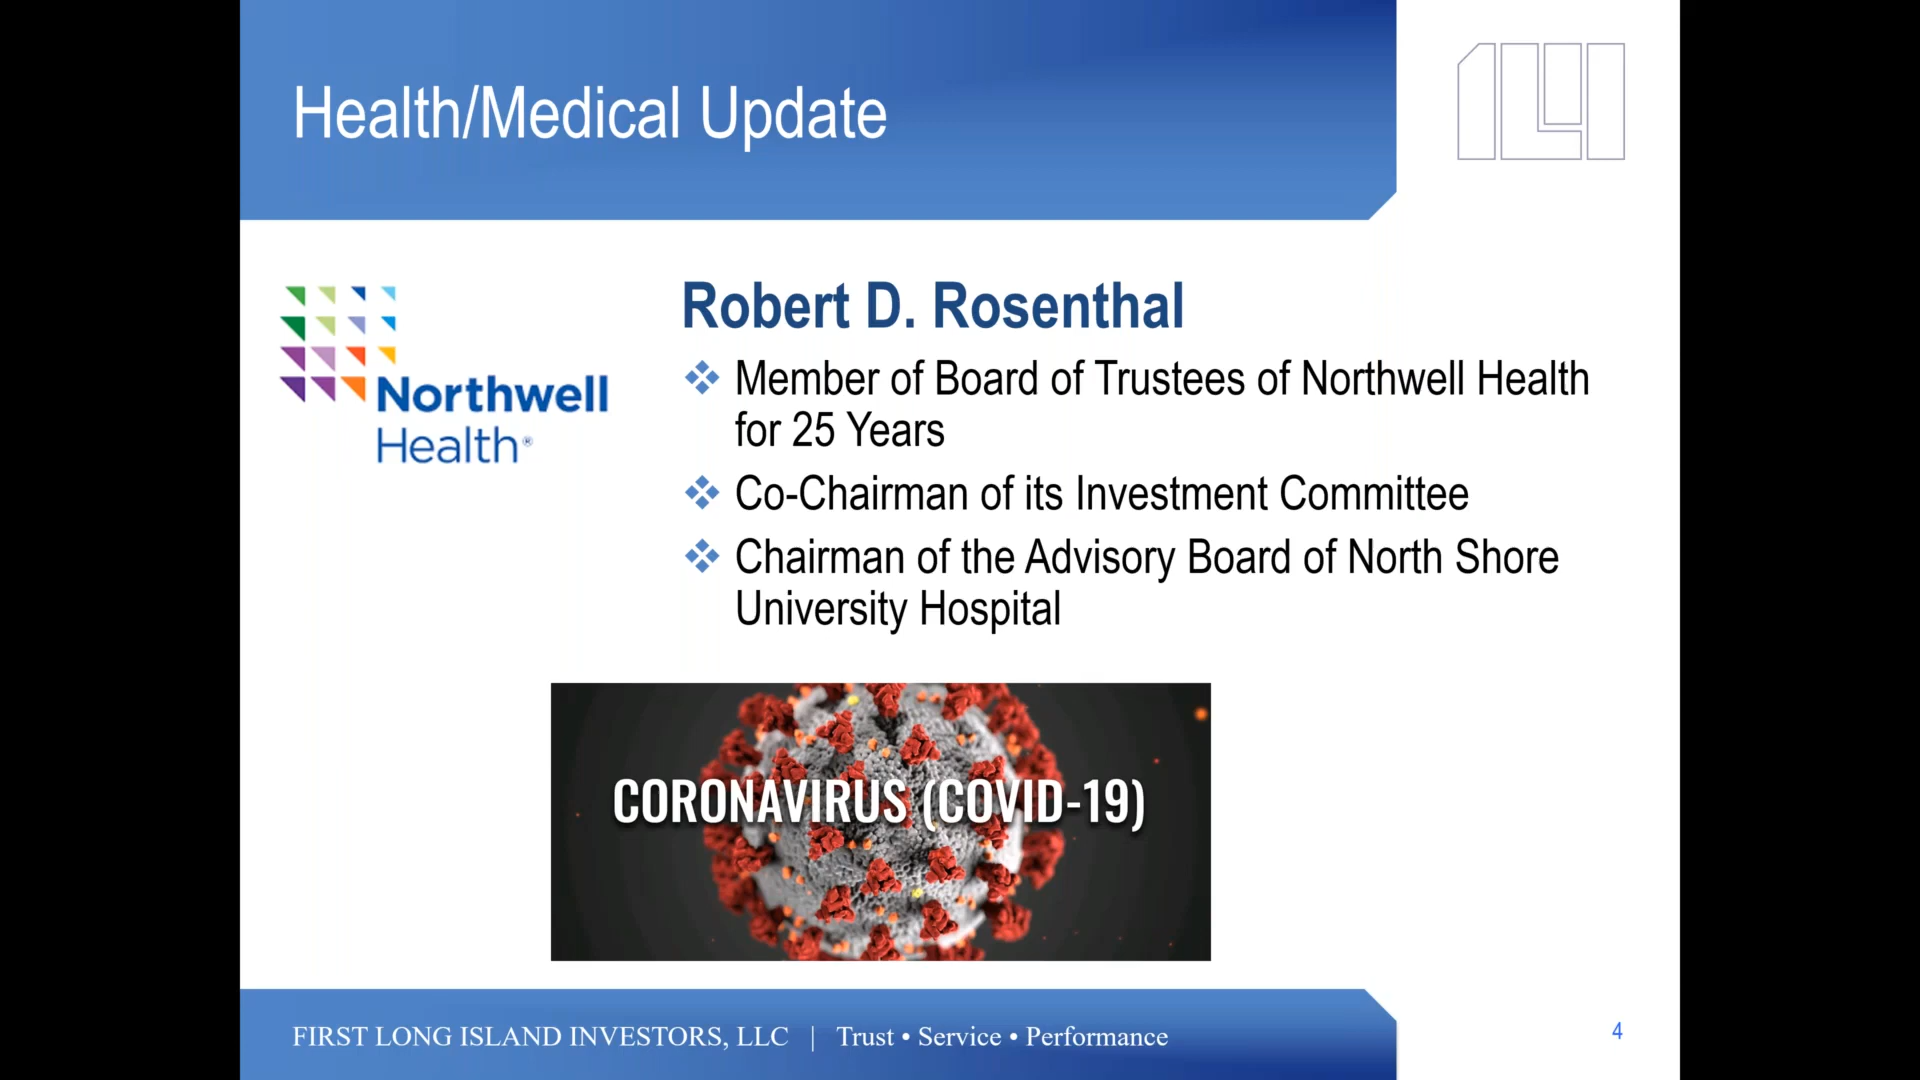 Health/Medical Update
Northwell
Health®
Robert D. Rosenthal
Member of Board of Trustees of Northwell Health
for 25 Years
Co-Chairman of its Investment Committee
Chairman of the Advisory Board of North Shore
University Hospital
CORONAVIRUS (COVID-19)
FIRST LONG ISLAND INVESTORS, LLC | Trust • Service • Performance
4